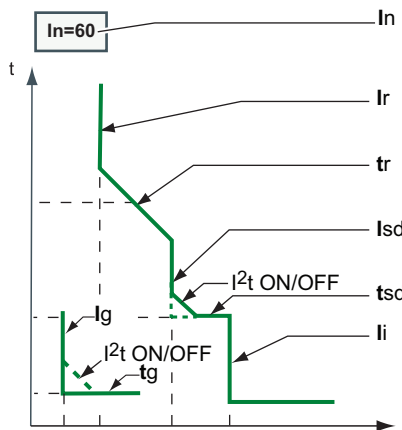 In=60
In
t
Ir
tr
Isd
I²t ON/OFF
tsd
Ig
Ii
I²t ON/OFF
tg